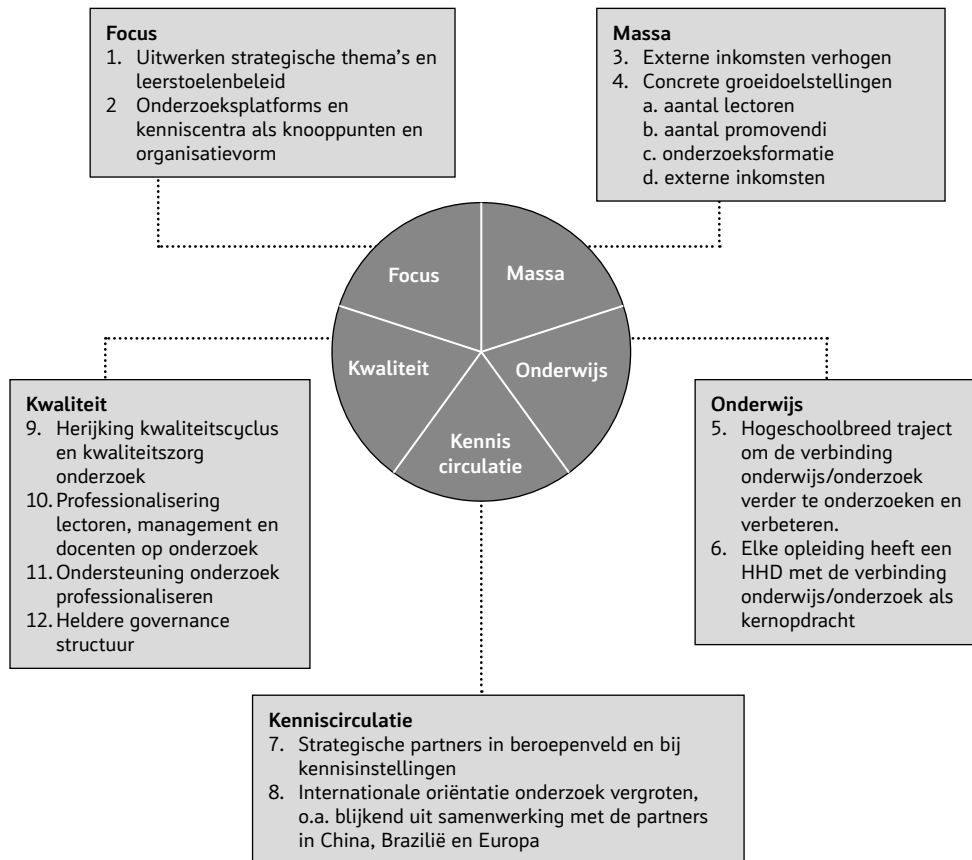 Focus
1. Uitwerken strategische thema's en
leerstoelenbeleid
2 Onderzoeksplatforms en
kenniscentra als knooppunten en
organisatievorm
Massa
3. Externe inkomsten verhogen
4. Concrete groeidoelstellingen
a. aantal lectoren
b. aantal promovendi
c. onderzoeksformatie
d. externe inkomsten
Focus
Massa
Kwaliteit
Onderwijs
Kennis
circulatie
Kwaliteit
9. Herijking kwaliteitscyclus
en kwaliteitszorg
onderzoek
10. Professionalisering
lectoren, management en
docenten op onderzoek
11. Ondersteuning onderzoek
professionaliseren
12. Heldere governance
structuur
Onderwijs
5. Hogeschoolbreed traject
om de verbinding
onderwijs/onderzoek
verder te onderzoeken en
verbeteren.
6. Elke opleiding heeft een
HHD met de verbinding
onderwijs/onderzoek als
kernopdracht
Kenniscirculatie
7. Strategische partners in beroepenveld en bij
kennisinstellingen
8. Internationale oriëntatie onderzoek vergroten,
o.a. blijkend uit samenwerking met de partners
in China, Brazilië en Europa